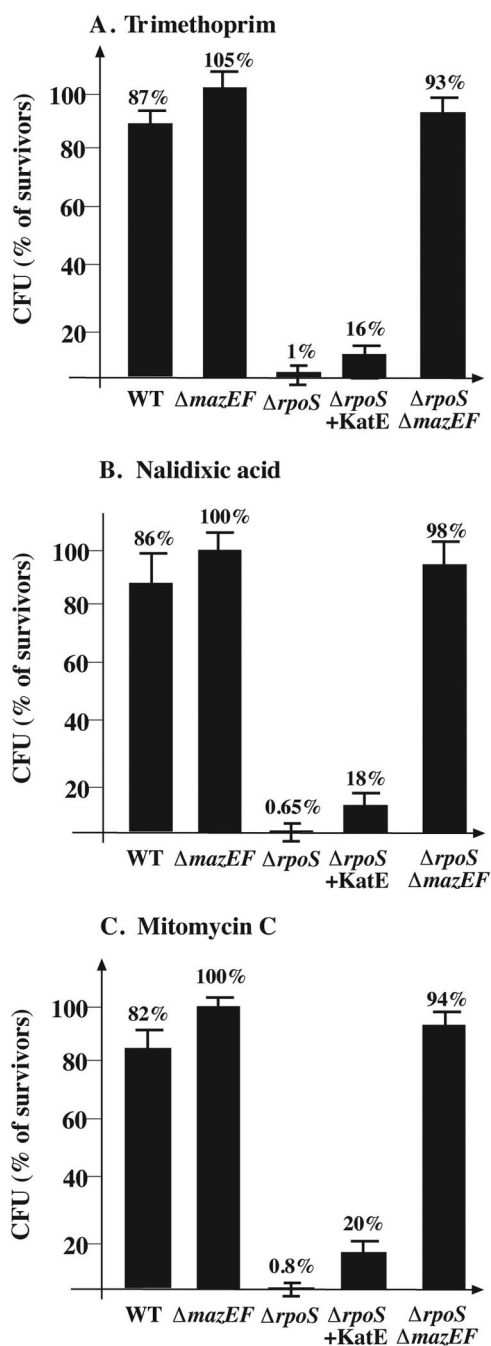 A. Trimethoprim
CFU (% of survivors)
100
80
60
40
20
87%
105%
1%
16%
93%
WT
ΔmazEF
ΔrpoS
ΔrpoS
+KatE
ΔrpoS
ΔmazEF
B. Nalidixic acid
CFU (% of survivors)
100
80
60
40
20
86%
100%
0.65%
18%
98%
WT
ΔmazEF
ΔrpoS
ΔrpoS
+KatE
ΔrpoS
ΔmazEF
C. Mitomycin C
CFU (% of survivors)
100
80
60
40
20
82%
100%
0.8%
20%
94%
WT
ΔmazEF
ΔrpoS
ΔrpoS
+KatE
ΔrpoS
ΔmazEF